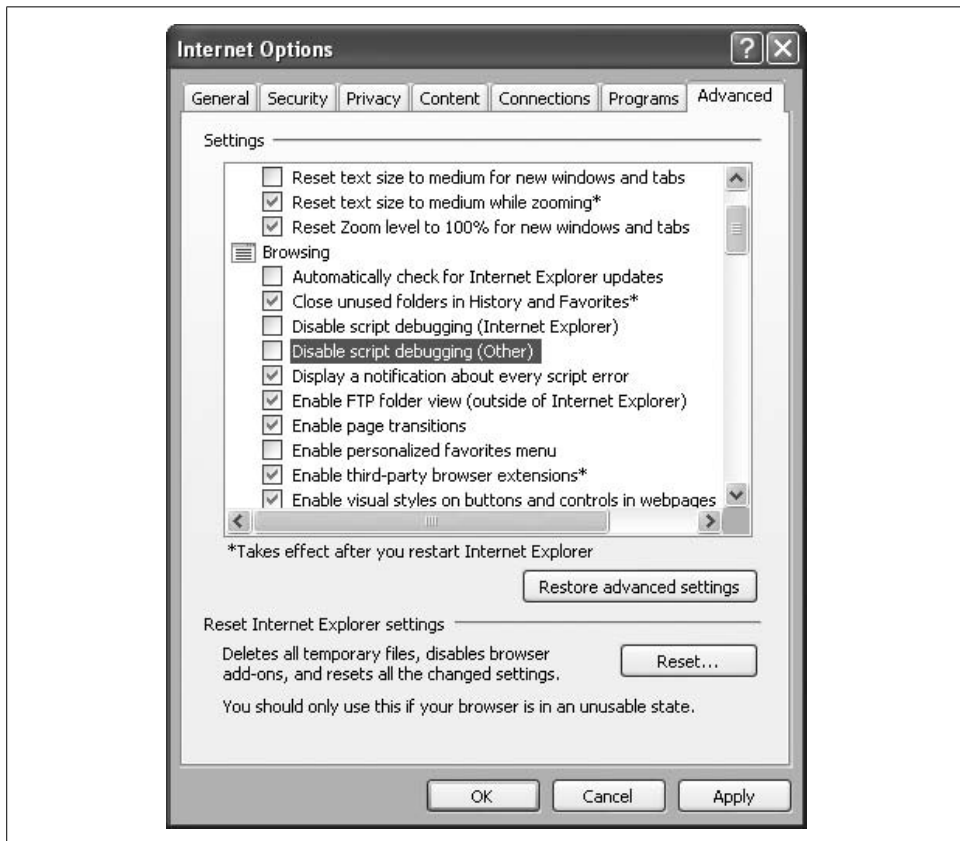 Internet Options
General Security Privacy Content Connections Programs Advanced
Settings
Reset text size to medium for new windows and tabs
Reset text size to medium while zooming*
Reset Zoom level to 100% for new windows and tabs
Browsing
Automatically check for Internet Explorer updates
Close unused folders in History and Favorites*
Disable script debugging (Internet Explorer)
Disable script debugging (Other)
Display a notification about every script error
Enable FTP folder view (outside of Internet Explorer)
Enable page transitions
Enable personalized favorites menu
Enable third-party browser extensions*
Enable visual styles on buttons and controls in webpages
*Takes effect after you restart Internet Explorer
Restore advanced settings
Reset Internet Explorer settings
Deletes all temporary files, disables browser
add-ons, and resets all the changed settings.
Reset...
You should only use this if your browser is in an unusable state.
OK Cancel Apply